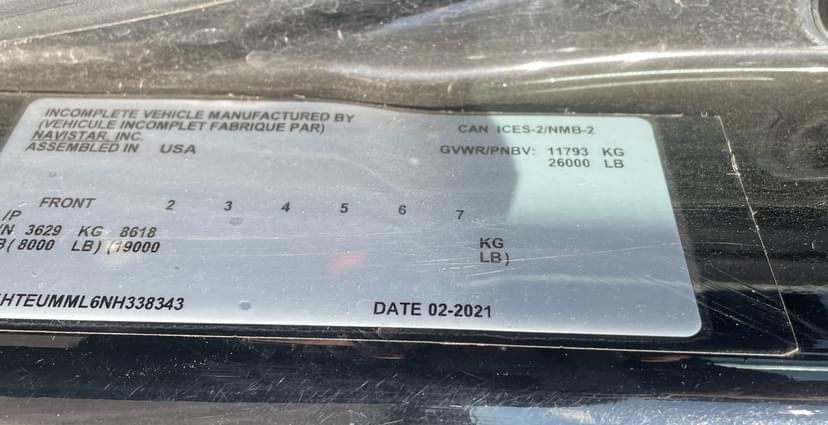 INCOMPLETE VEHICLE MANUFACTURED BY
(VEHICULE INCOMPLET FABRIQUE PAR)
NAVISTAR, INC.
ASSEMBLED IN USA
CAN ICES-2/NMB-2
GVWR/PNBV: 11793 KG
26000 LB
FRONT 2 3 4 5 6 7
/P
/N 3629 KG 8618 KG
B( 8000 LB) (19000 LB)
HTEUMML6NH338343
DATE 02-2021